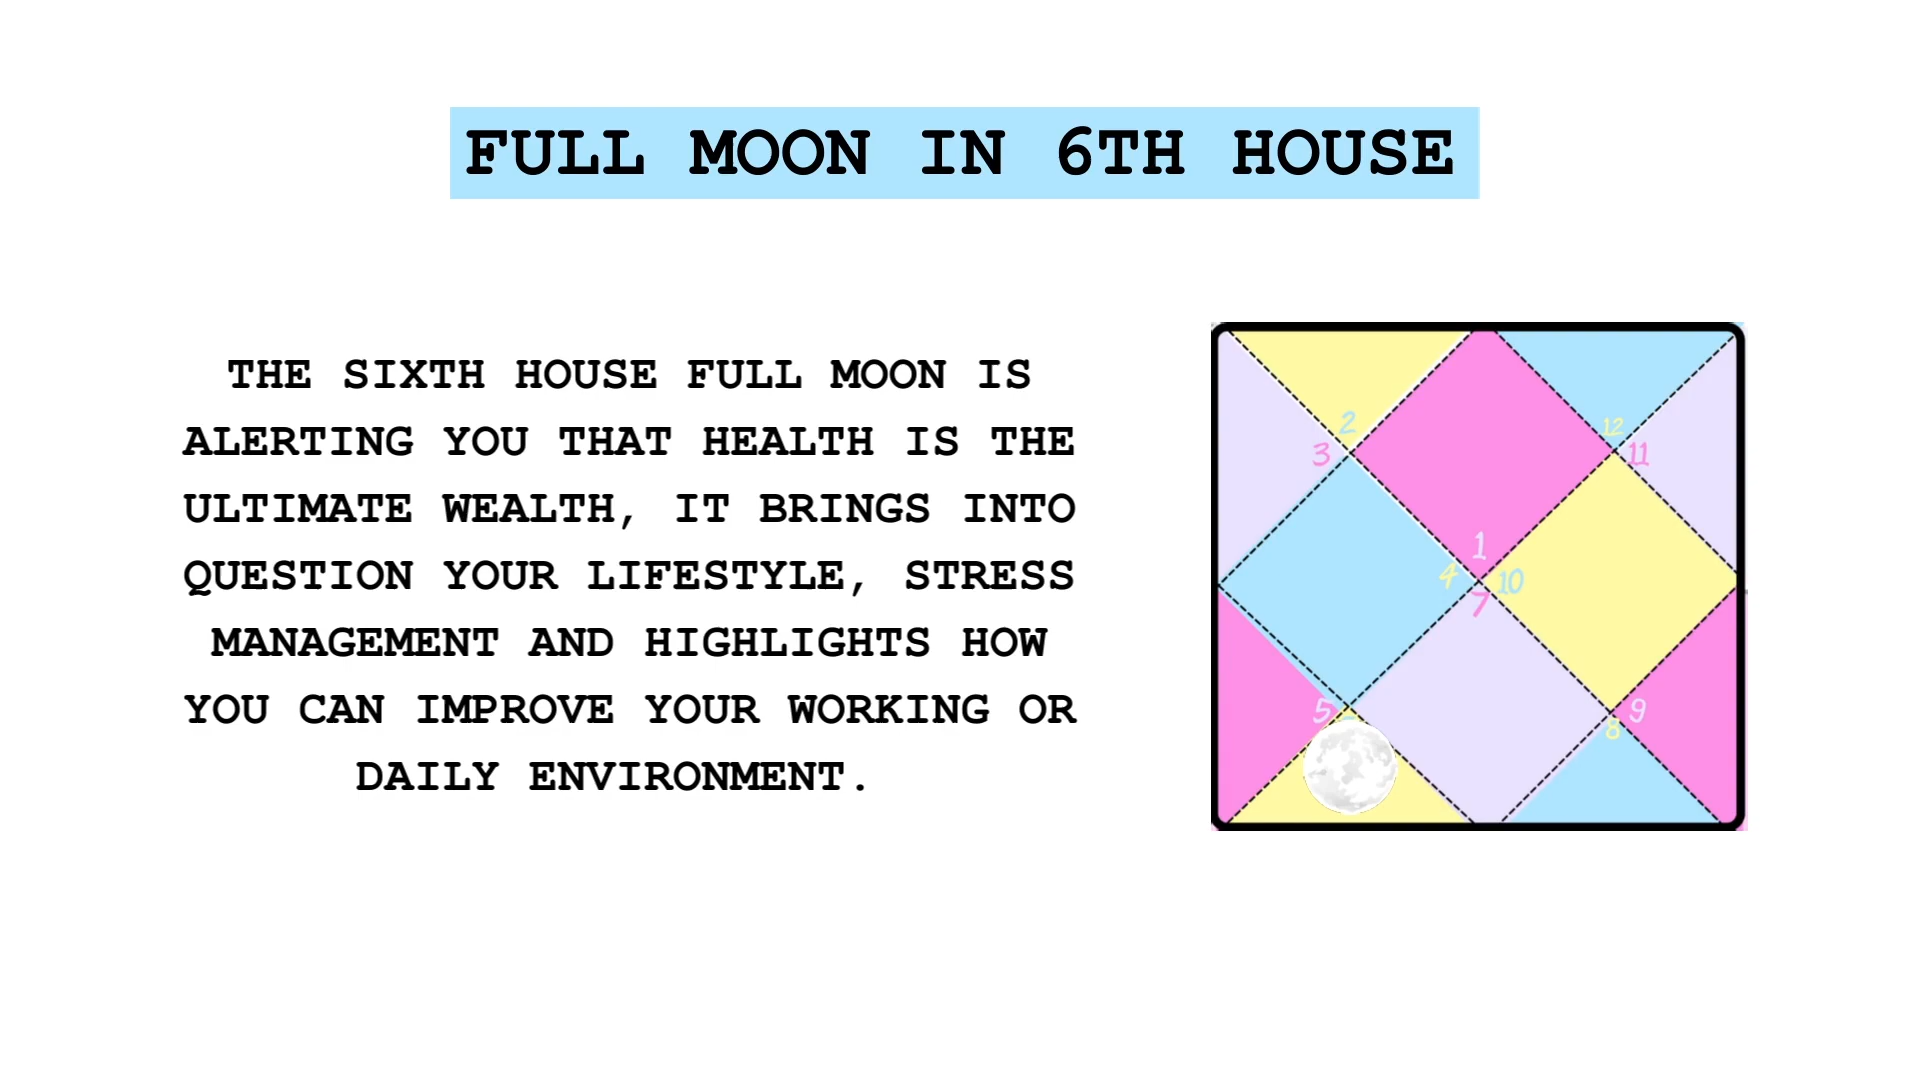 FULL MOON IN 6TH HOUSE
THE SIXTH HOUSE FULL MOON IS
ALERTING YOU THAT HEALTH IS THE
ULTIMATE WEALTH, IT BRINGS INTO
QUESTION YOUR LIFESTYLE, STRESS
MANAGEMENT AND HIGHLIGHTS HOW
YOU CAN IMPROVE YOUR WORKING OR
DAILY ENVIRONMENT.
2
12
3
11
1
4
10
7
5
9
8